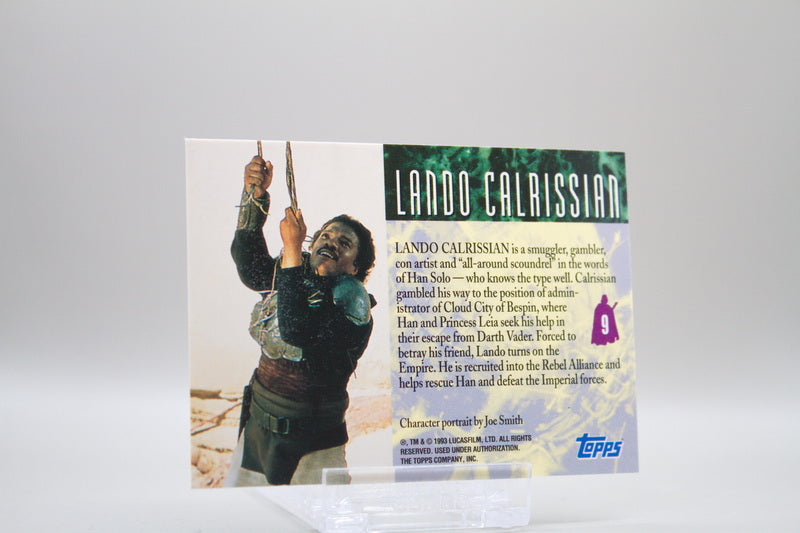 LANDO CALRISSIAN
LANDO CALRISSIAN is a smuggler, gambler,
con artist and "all-around scoundrel" in the words
of Han Solo — who knows the type well. Calrissian
gambled his way to the position of admin-
istrator of Cloud City of Bespin, where
Han and Princess Leia seek his help in
their escape from Darth Vader. Forced to
betray his friend, Lando turns on the
Empire. He is recruited into the Rebel Alliance and
helps rescue Han and defeat the Imperial forces.
9
Character portrait by Joe Smith
®, TM & © 1993 LUCASFILM, LTD. ALL RIGHTS
RESERVED. USED UNDER AUTHORIZATION.
THE TOPPS COMPANY, INC.
topps